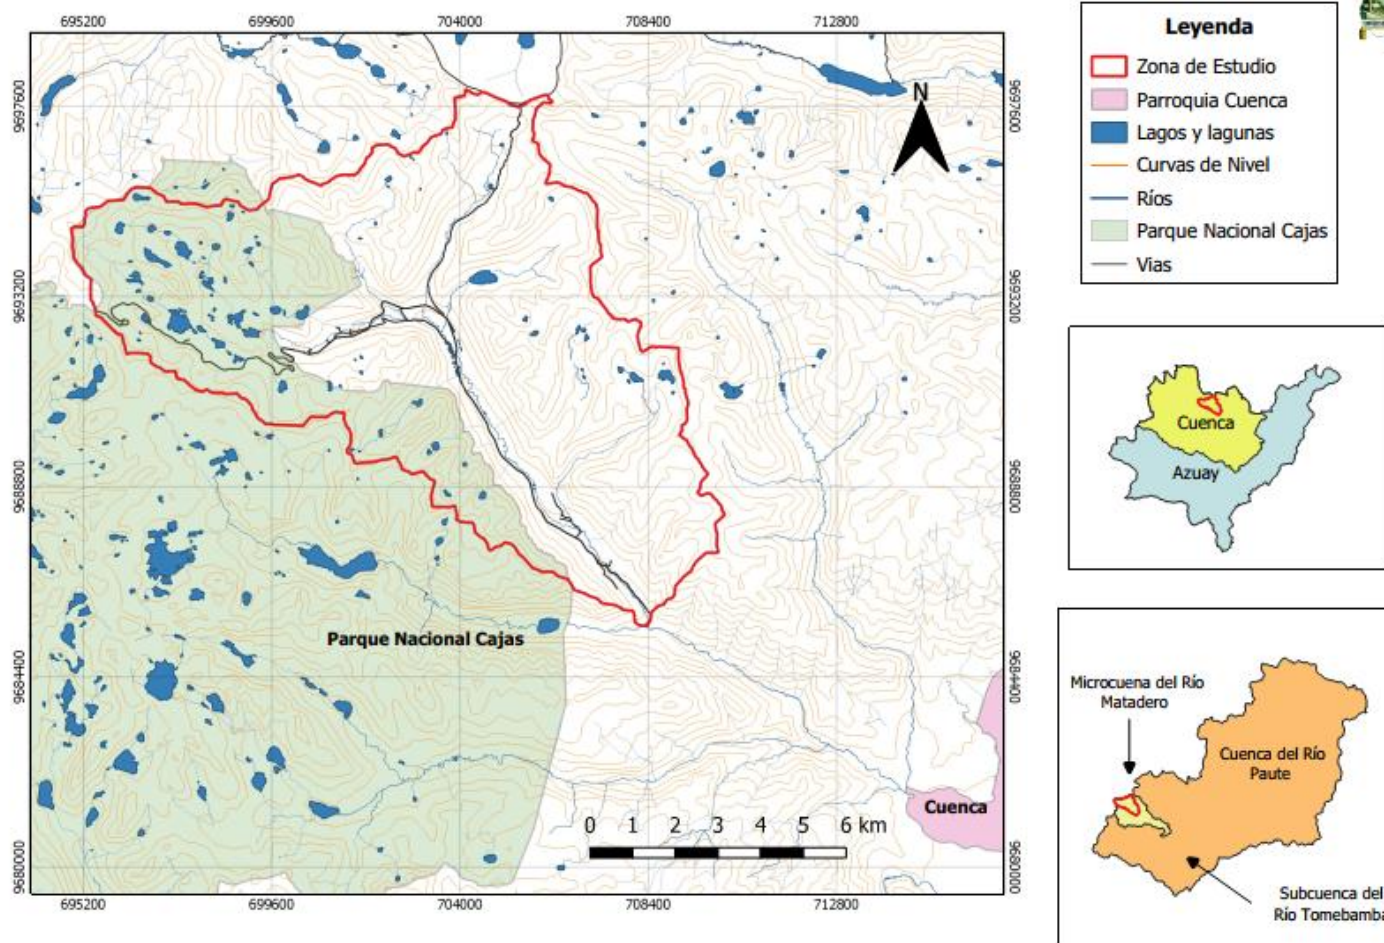 695200 699600 704000 708400 712800
9697600
9693200
9688800
9684400
9680000
9697600
9693200
9688800
9684400
9680000
N
Parque Nacional Cajas
Cuenca
0 1 2 3 4 5 6 km
695200 699600 704000 708400 712800
Leyenda
Zona de Estudio
Parroquia Cuenca
Lagos y lagunas
Curvas de Nivel
Ríos
Parque Nacional Cajas
Vias
Cuenca
Azuay
Microcuena del Río
Matadero
Cuenca del Río
Paute
Subcuenca del
Río Tomebamba